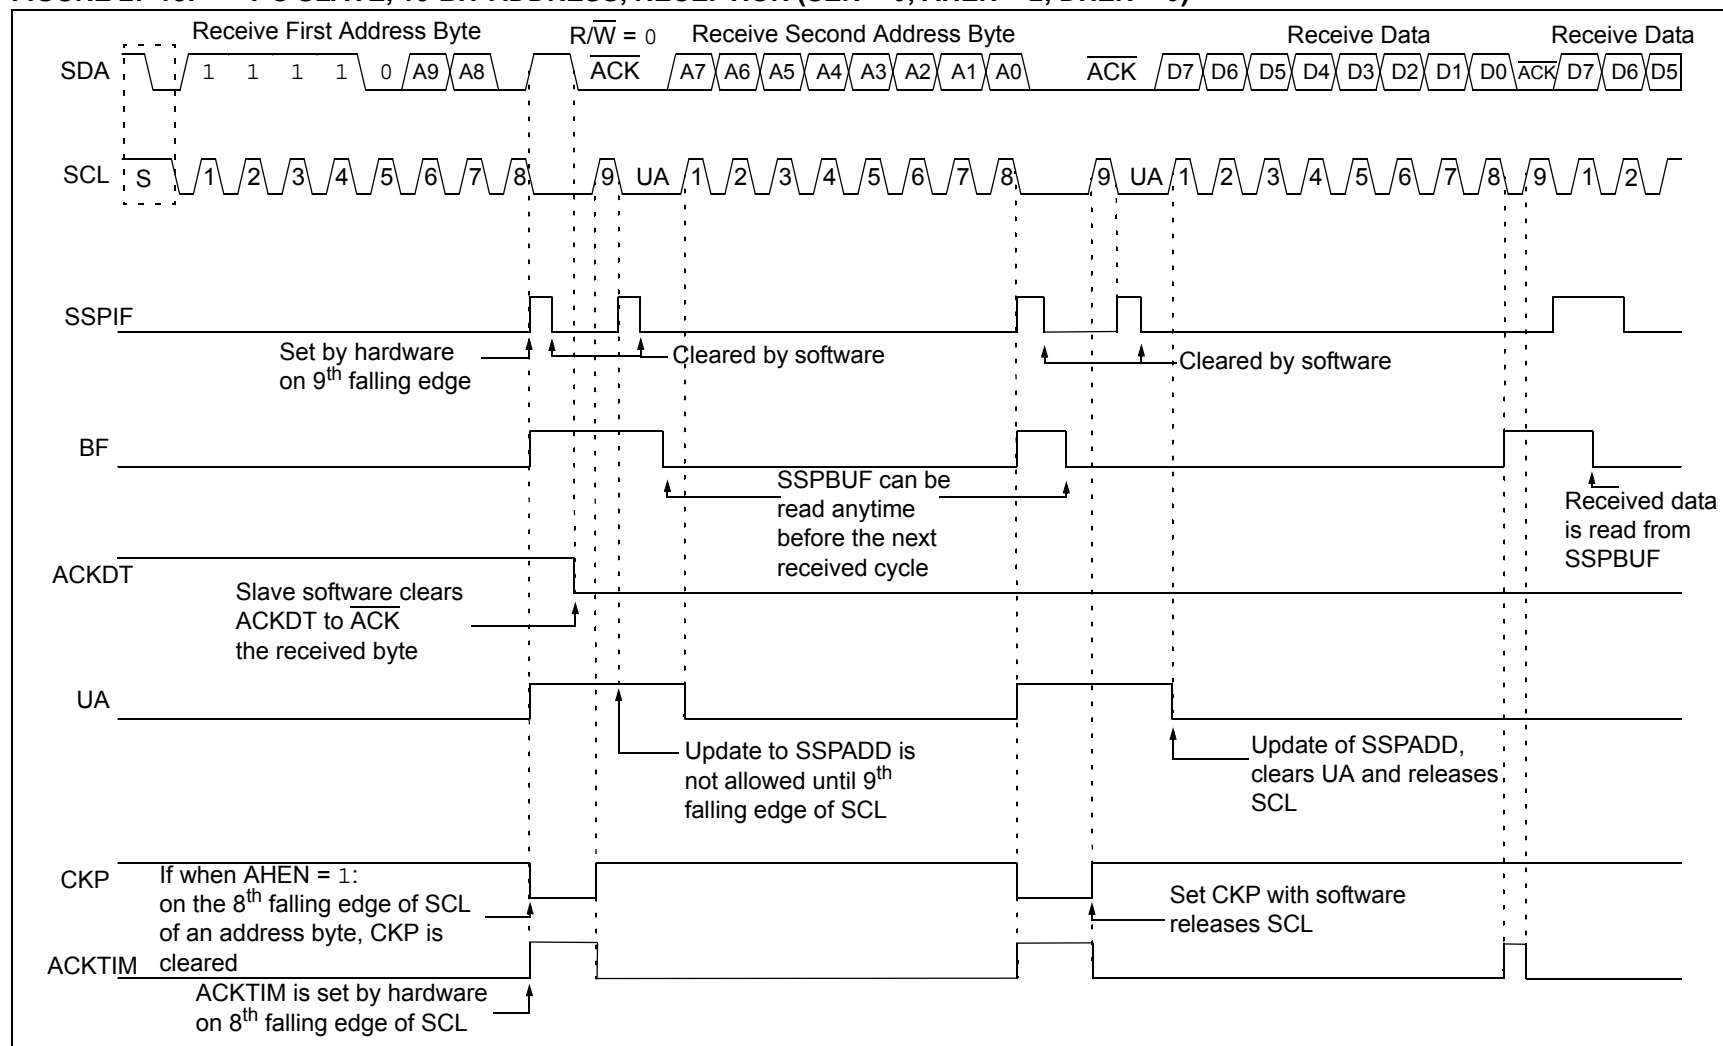 Receive First Address Byte
R/W = 0
Receive Second Address Byte
Receive Data
Receive Data
SDA
1 1 1 1 0 A9 A8
ACK
A7 A6 A5 A4 A3 A2 A1 A0
ACK
D7 D6 D5 D4 D3 D2 D1 D0
ACK
D7 D6 D5
SCL
S
1 2 3 4 5 6 7 8 9 UA 1 2 3 4 5 6 7 8 9 UA 1 2 3 4 5 6 7 8 9 1 2
SSPIF
Set by hardware
on 9th falling edge
Cleared by software
Cleared by software
BF
SSPBUF can be
read anytime
before the next
received cycle
Received data
is read from
SSPBUF
ACKDT
Slave software clears
ACKDT to ACK
the received byte
UA
Update to SSPADD is
not allowed until 9th
falling edge of SCL
Update of SSPADD,
clears UA and releases
SCL
CKP
If when AHEN = 1:
on the 8th falling edge of SCL
of an address byte, CKP is
cleared
Set CKP with software
releases SCL
ACKTIM
ACKTIM is set by hardware
on 8th falling edge of SCL